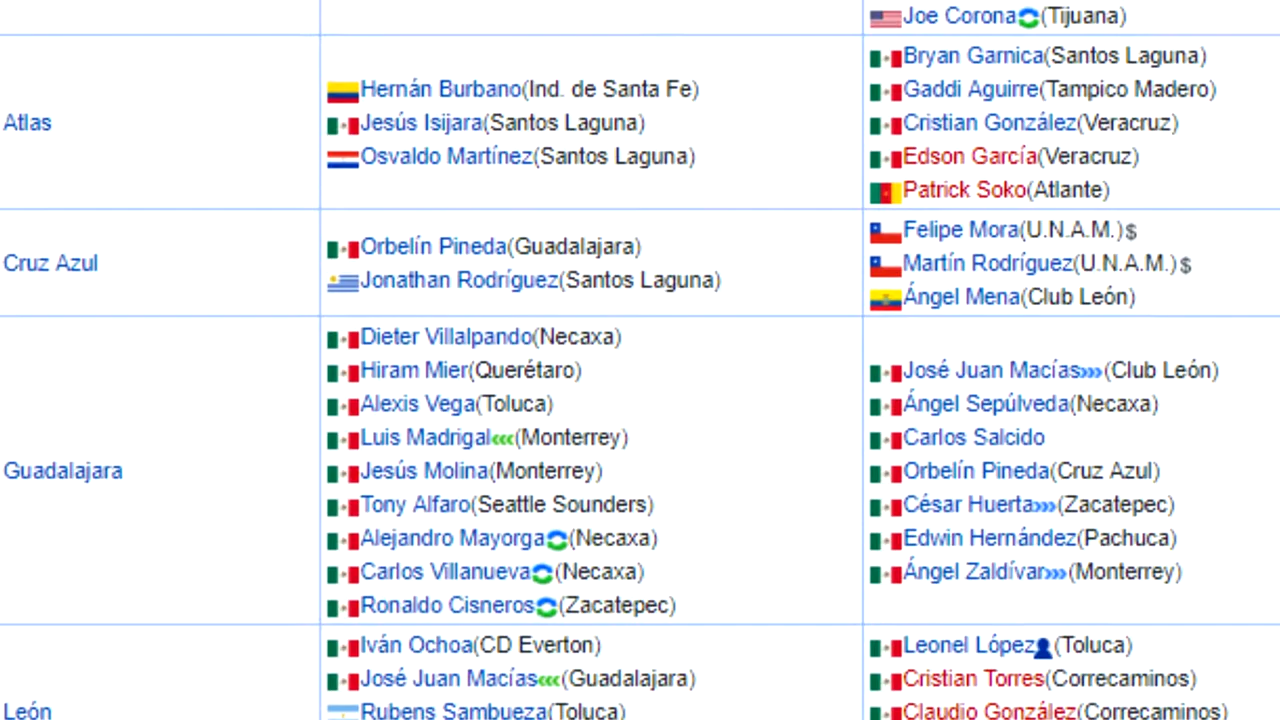 Joe Corona(Tijuana)
Atlas
Hernán Burbano(Ind. de Santa Fe)
Jesús Isijara(Santos Laguna)
Osvaldo Martínez(Santos Laguna)
Bryan Garnica(Santos Laguna)
Gaddi Aguirre(Tampico Madero)
Cristian González(Veracruz)
Edson García(Veracruz)
Patrick Soko(Atlante)
Cruz Azul
Orbelín Pineda(Guadalajara)
Jonathan Rodríguez(Santos Laguna)
Felipe Mora(U.N.A.M.)$
Martín Rodríguez(U.N.A.M.)$
Ángel Mena(Club León)
Guadalajara
Dieter Villalpando(Necaxa)
Hiram Mier(Querétaro)
Alexis Vega(Toluca)
Luis Madrigal(Monterrey)
Jesús Molina(Monterrey)
Tony Alfaro(Seattle Sounders)
Alejandro Mayorga(Necaxa)
Carlos Villanueva(Necaxa)
Ronaldo Cisneros(Zacatepec)
José Juan Macías(Club León)
Ángel Sepúlveda(Necaxa)
Carlos Salcido
Orbelín Pineda(Cruz Azul)
César Huerta(Zacatepec)
Edwin Hernández(Pachuca)
Ángel Zaldívar(Monterrey)
León
Iván Ochoa(CD Everton)
José Juan Macías(Guadalajara)
Rubens Sambueza(Toluca)
Leonel López(Toluca)
Cristian Torres(Correcaminos)
Claudio González(Correcaminos)